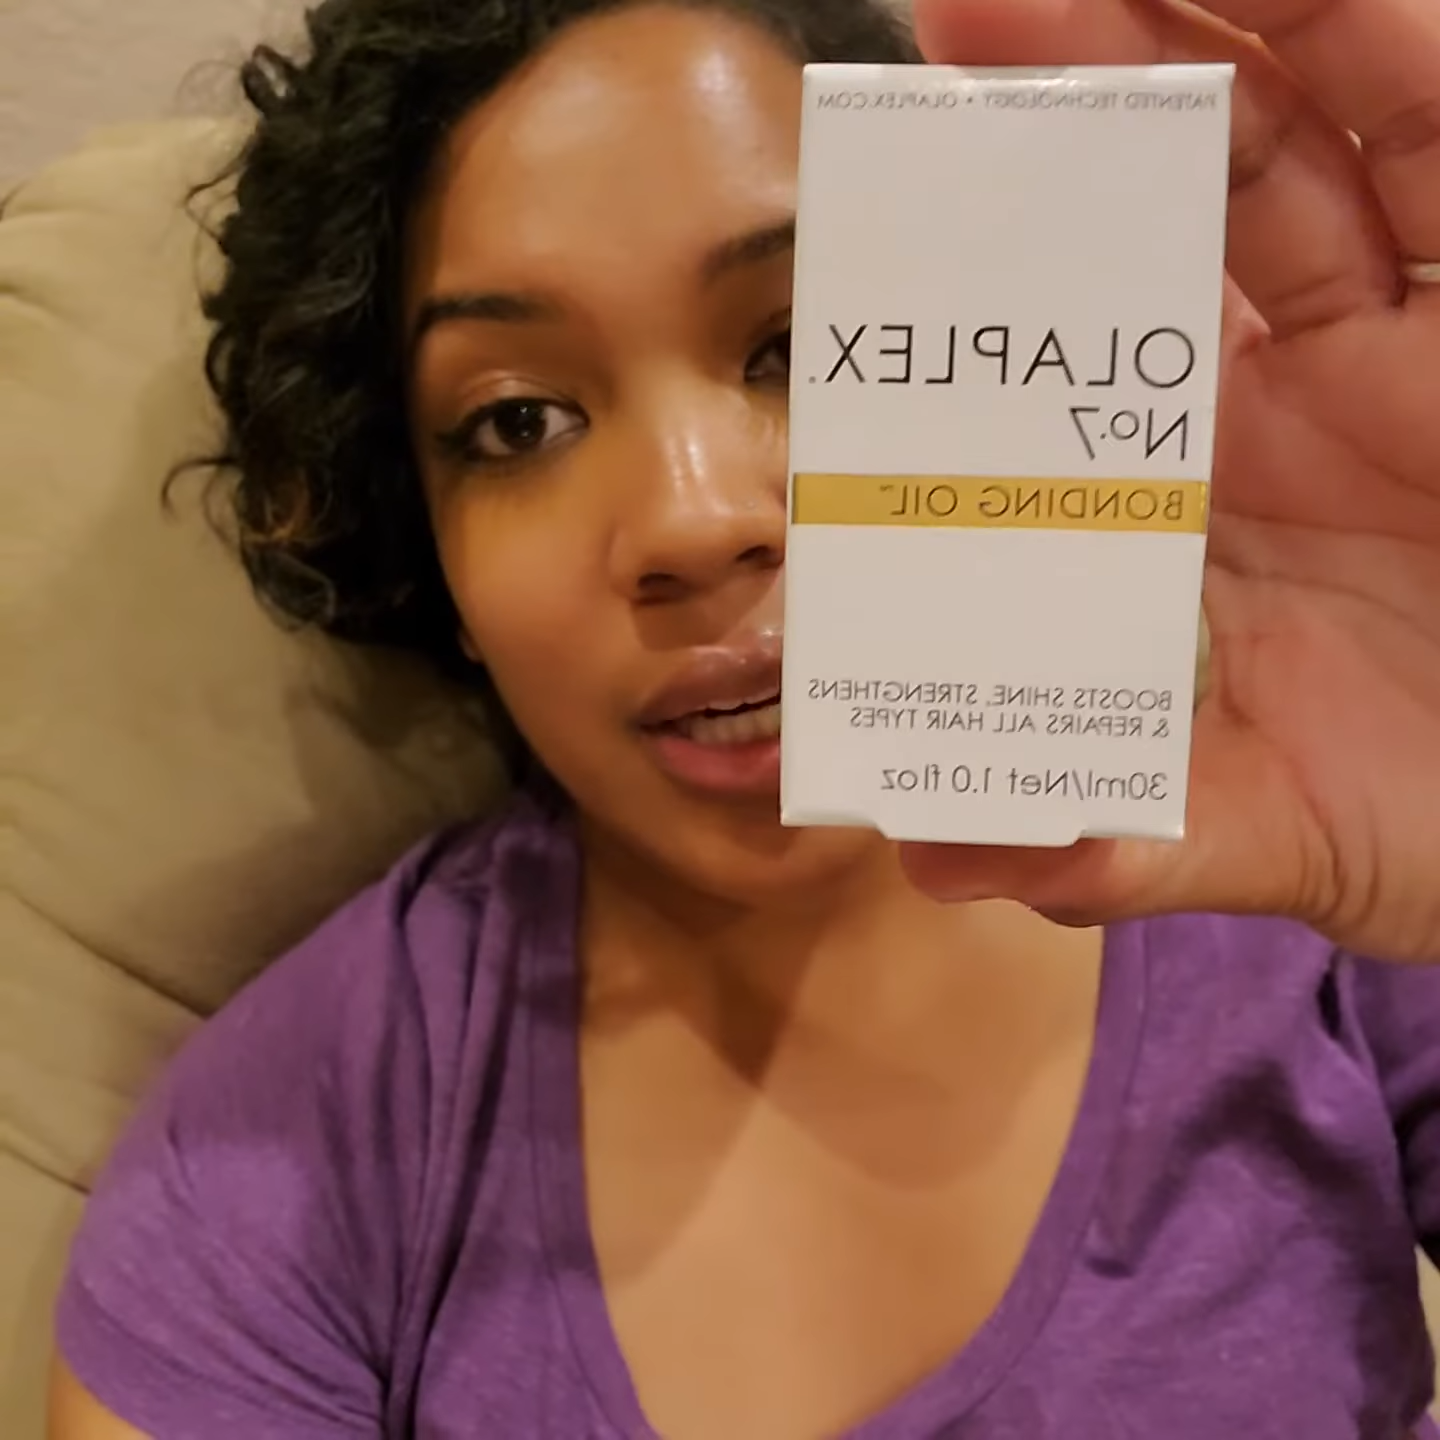 PATENTED TECHNOLOGY • OLAPLEX.COM
OLAPLEX.
Nº.7
BONDING OIL™
BOOSTS SHINE, STRENGTHENS
& REPAIRS ALL HAIR TYPES
30ml/Net 1.0 fl oz